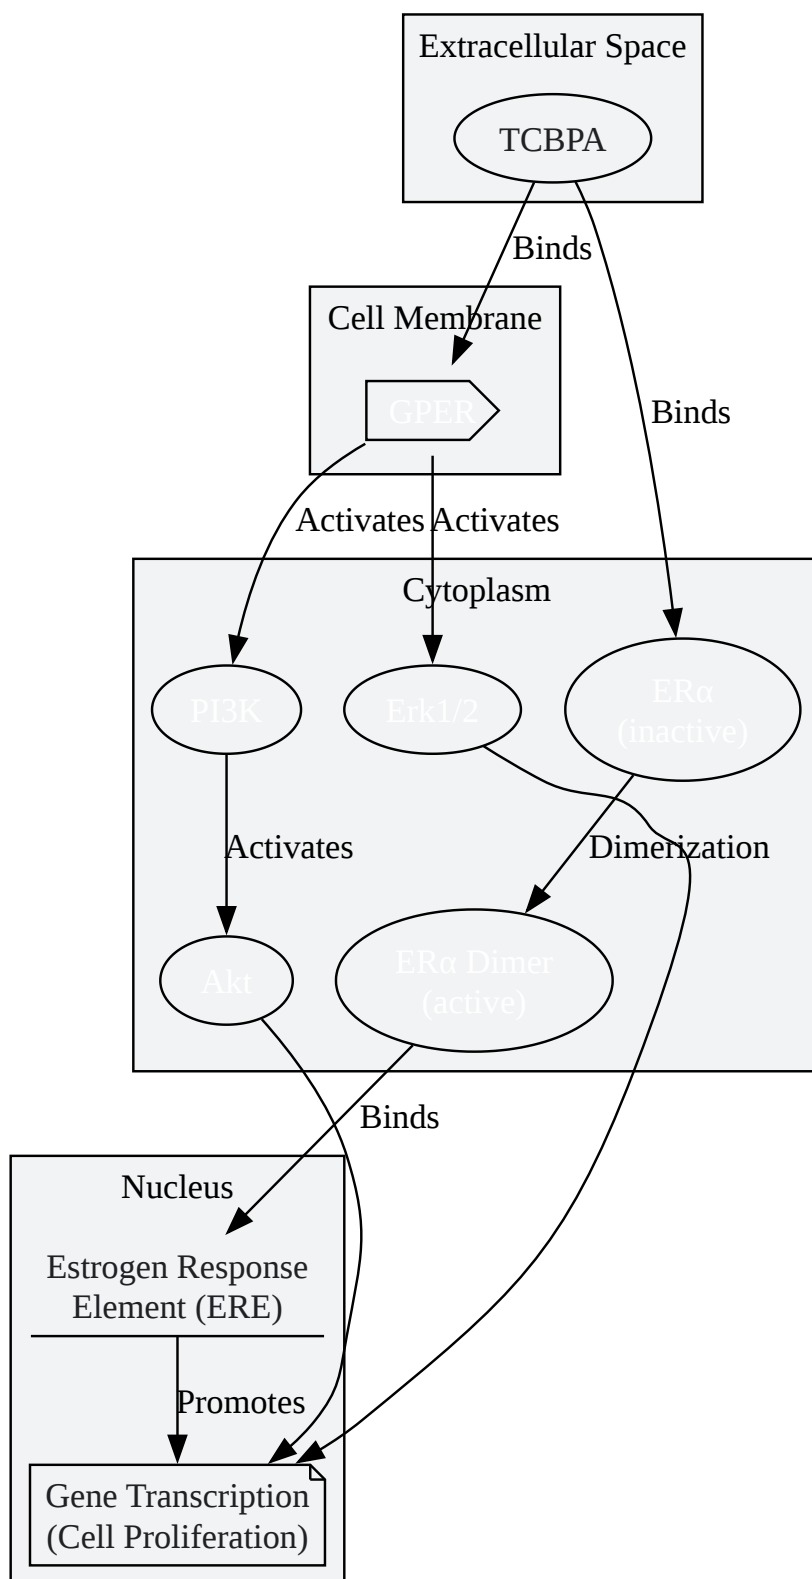 Extracellular Space
TCBPA
Binds
Cell Membrane
GPER
Binds
Activates
Activates
Cytoplasm
PI3K
Erk1/2
ERα
(inactive)
Activates
Dimerization
Akt
ERα Dimer
(active)
Binds
Nucleus
Estrogen Response
Element (ERE)
Promotes
Gene Transcription
(Cell Proliferation)